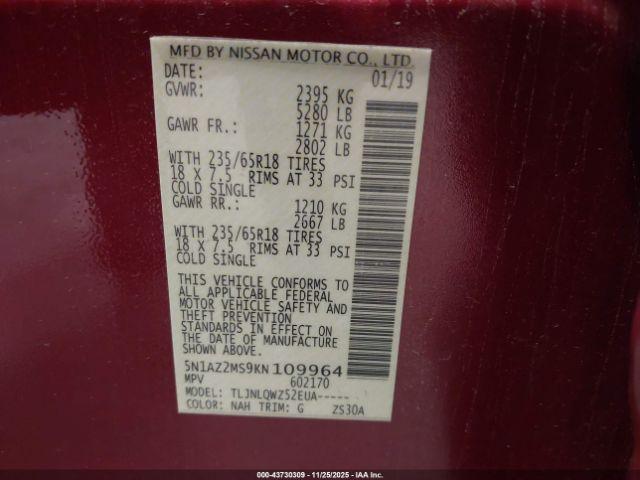 MFD BY NISSAN MOTOR CO., LTD.
DATE: 01/19
GVWR: 2395 KG
5280 LB
GAWR FR.: 1271 KG
2802 LB
WITH 235/65R18 TIRES
18 X 7.5 RIMS AT 33 PSI
COLD SINGLE
GAWR RR.: 1210 KG
2667 LB
WITH 235/65R18 TIRES
18 X 7.5 RIMS AT 33 PSI
COLD SINGLE
THIS VEHICLE CONFORMS TO
ALL APPLICABLE FEDERAL
MOTOR VEHICLE SAFETY AND
THEFT PREVENTION
STANDARDS IN EFFECT ON
THE DATE OF MANUFACTURE
SHOWN ABOVE.
5N1AZ2MS9KN109964
MPV 602170
MODEL: TLJNLQWZ52EUA-----
COLOR: NAH TRIM: G ZS30A
000-43730309 - 11/25/2025 - IAA Inc.